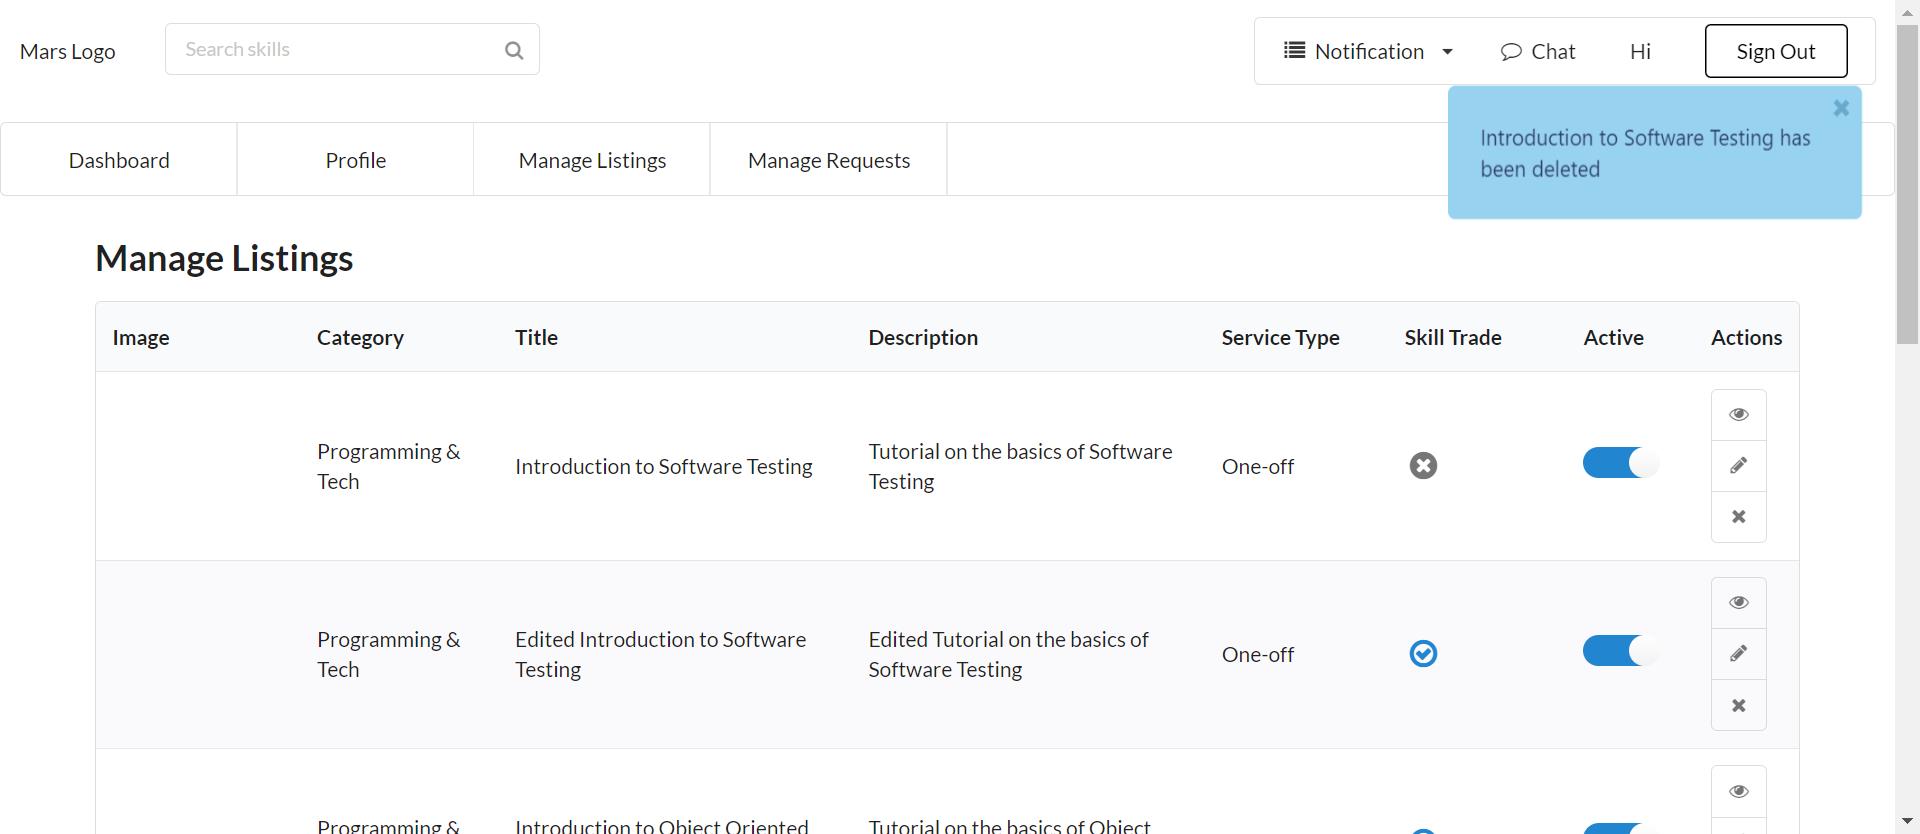 Mars Logo
Search skills
Notification
Chat
Hi
Sign Out
Introduction to Software Testing has
been deleted
Dashboard
Profile
Manage Listings
Manage Requests
Manage Listings
Image
Category
Title
Description
Service Type
Skill Trade
Active
Actions
Programming &
Tech
Introduction to Software Testing
Tutorial on the basics of Software
Testing
One-off
Programming &
Tech
Edited Introduction to Software
Testing
Edited Tutorial on the basics of
Software Testing
One-off
Programming &
Introduction to Object Oriented
Tutorial on the basics of Object